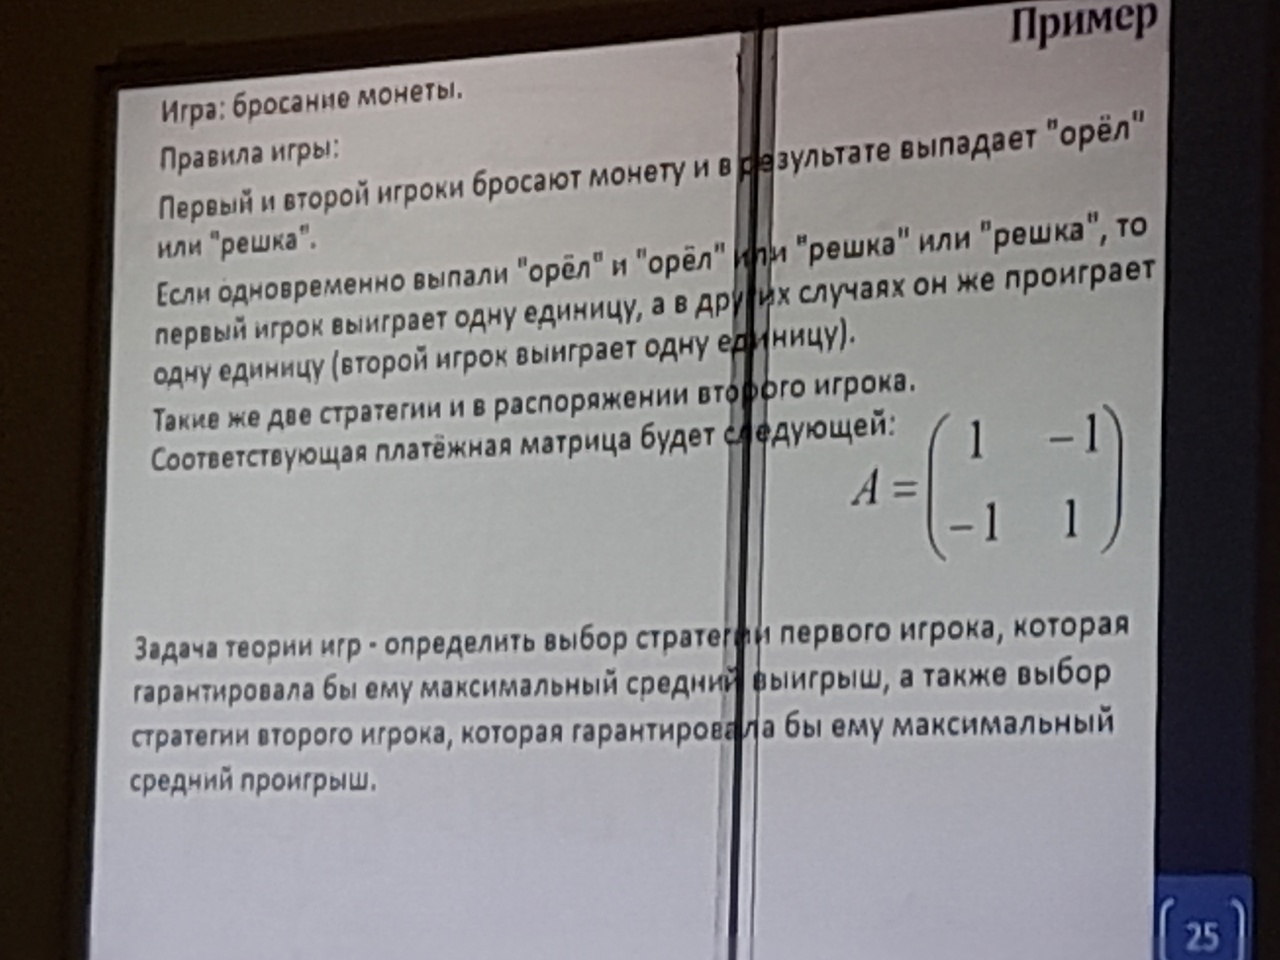 Пример
Игра: бросание монеты.
Правила игры:
Первый и второй игроки бросают монету и в результате выпадает "орёл"
или "решка".
Если одновременно выпали "орёл" и "орёл" или "решка" или "решка", то
первый игрок выиграет одну единицу, а в других случаях он же проиграет
одну единицу (второй игрок выиграет одну единицу).
Такие же две стратегии и в распоряжении второго игрока.
Соответствующая платёжная матрица будет следующей:
A = ( 1 −1
−1 1 )
Задача теории игр - определить выбор стратегии первого игрока, которая
гарантировала бы ему максимальный средний выигрыш, а также выбор
стратегии второго игрока, которая гарантировала бы ему максимальный
средний проигрыш.
25